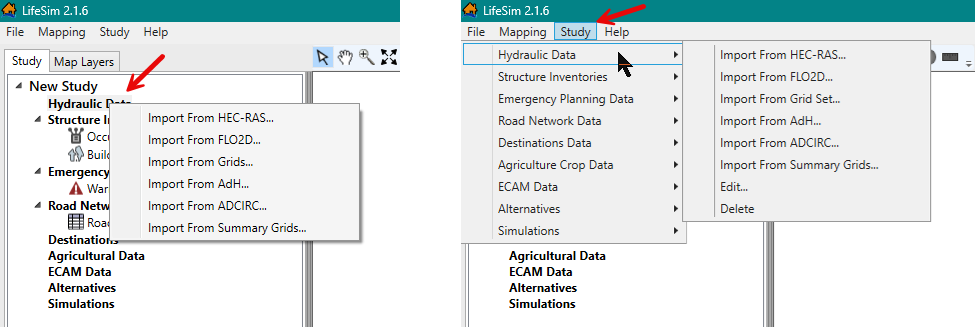 LifeSim 2.1.6
File Mapping Study Help
Study Map Layers
New Study
Hydraulic Data
Import From HEC-RAS...
Structure In
Import From FLO2D...
Occu
Import From Grids...
Build
Emergency
Import From AdH...
War
Import From ADCIRC...
Road Netw
Import From Summary Grids...
Road
Destinations
Agricultural Data
ECAM Data
Alternatives
Simulations
LifeSim 2.1.6
File Mapping Study Help
Hydraulic Data
Structure Inventories
Emergency Planning Data
Road Network Data
Destinations Data
Agriculture Crop Data
ECAM Data
Alternatives
Simulations
Import From HEC-RAS...
Import From FLO2D...
Import From Grid Set...
Import From AdH...
Import From ADCIRC...
Import From Summary Grids...
Edit...
Delete
Agricultural Data
ECAM Data
Alternatives
Simulations